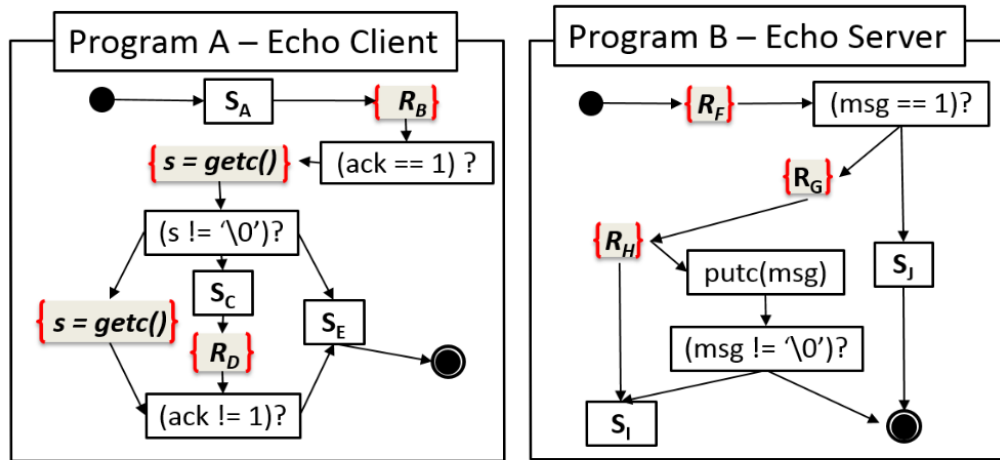 Program A – Echo Client
S_A
{ R_B }
(ack == 1) ?
{ s = getc() }
(s != ‘\0’)?
S_C
{ s = getc() }
{ R_D }
S_E
(ack != 1)?
Program B – Echo Server
{ R_F }
(msg == 1)?
{ R_G }
{ R_H }
putc(msg)
S_J
(msg != ‘\0’)?
S_I